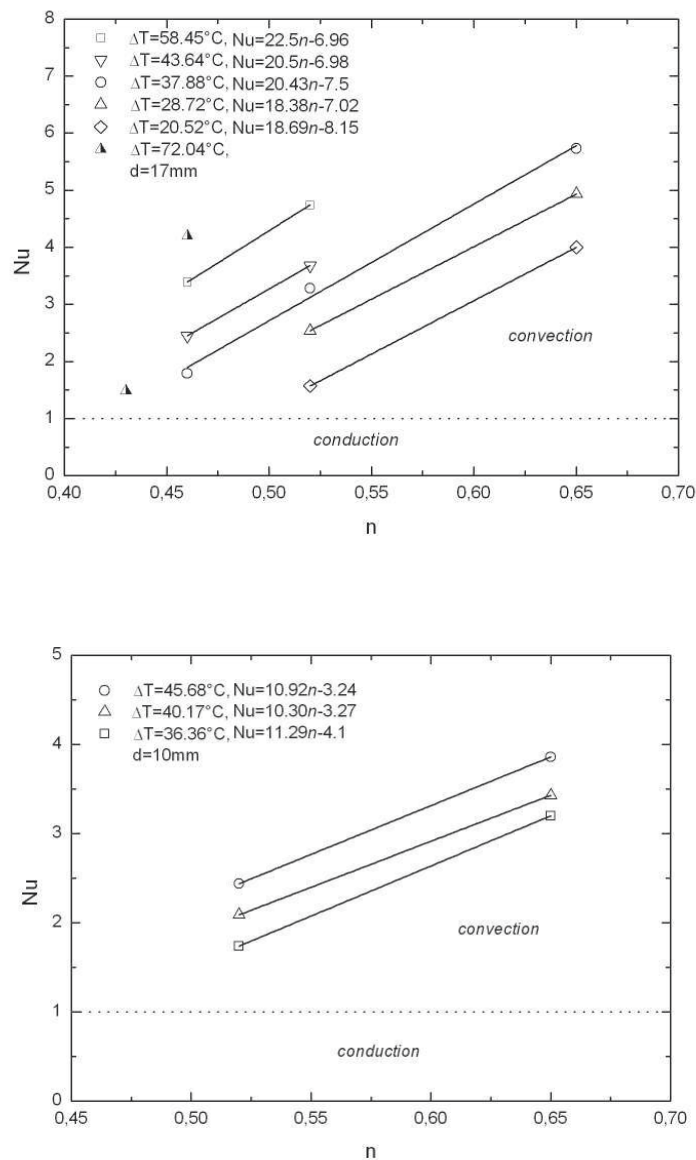 8
ΔT=58.45°C, Nu=22.5n-6.96
ΔT=43.64°C, Nu=20.5n-6.98
7
ΔT=37.88°C, Nu=20.43n-7.5
ΔT=28.72°C, Nu=18.38n-7.02
6
ΔT=20.52°C, Nu=18.69n-8.15
ΔT=72.04°C,
d=17mm
5
4
Nu
3
convection
2
1
conduction
0
0,40 0,45 0,50 0,55 0,60 0,65 0,70
n
5
ΔT=45.68°C, Nu=10.92n-3.24
ΔT=40.17°C, Nu=10.30n-3.27
ΔT=36.36°C, Nu=11.29n-4.1
d=10mm
4
3
Nu
2
convection
1
conduction
0
0,45 0,50 0,55 0,60 0,65 0,70
n